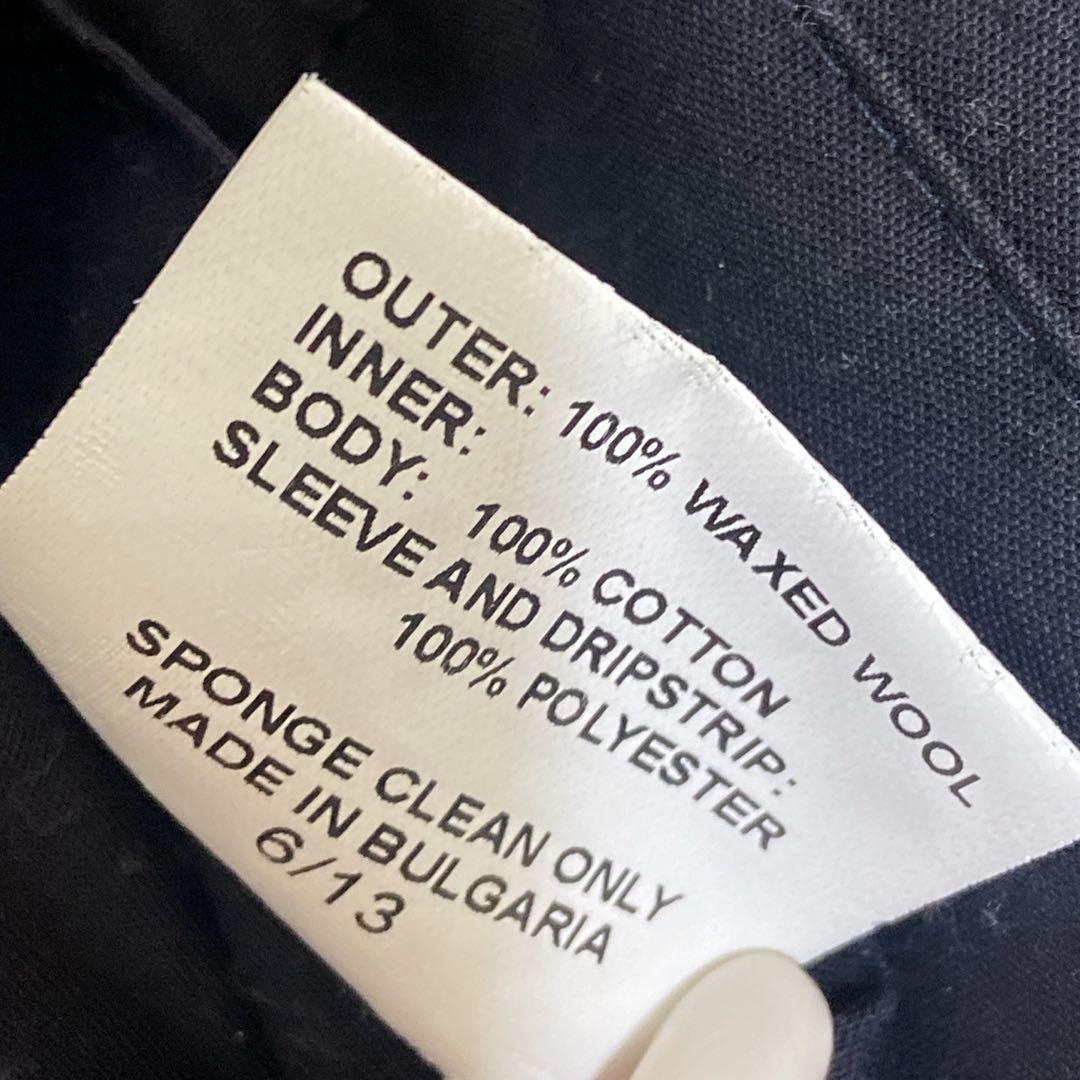 OUTER: 100% WAXED WOOL
INNER:
BODY: 100% COTTON
SLEEVE AND DRIPSTRIP:
100% POLYESTER
SPONGE CLEAN ONLY
MADE IN BULGARIA
6/13